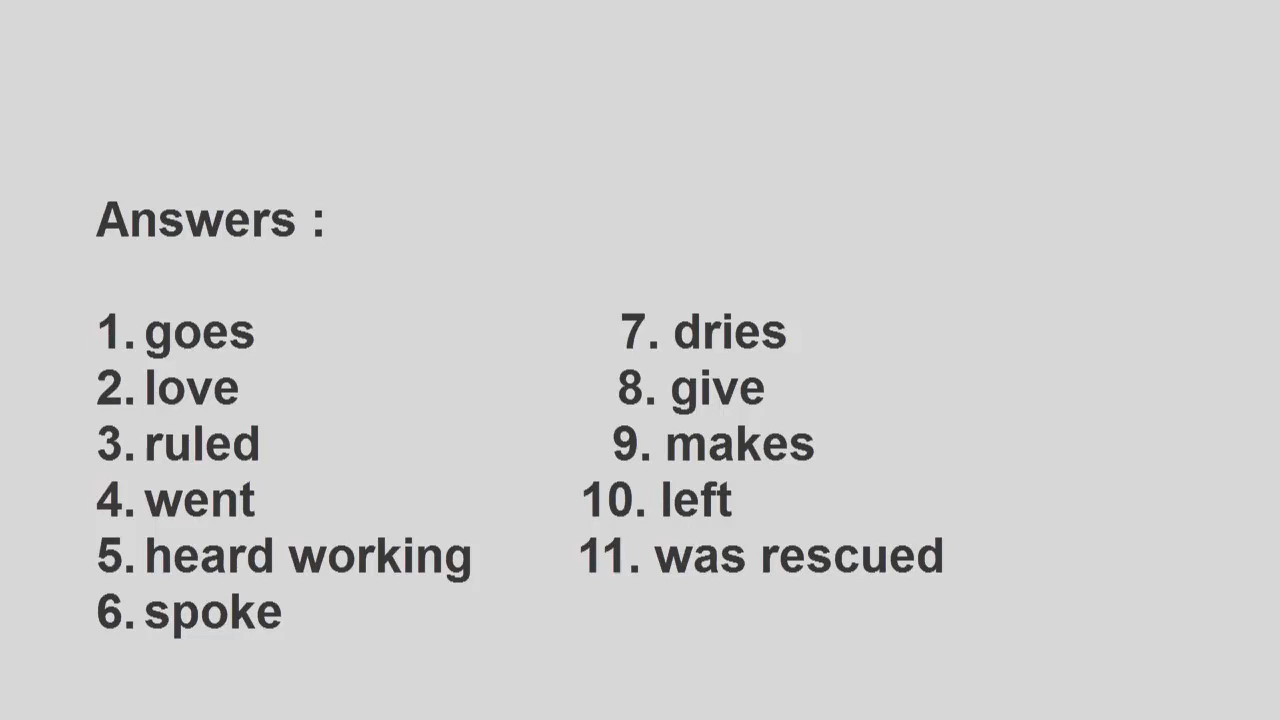 Answers :
1. goes
2. love
3. ruled
4. went
5. heard working
6. spoke
7. dries
8. give
9. makes
10. left
11. was rescued